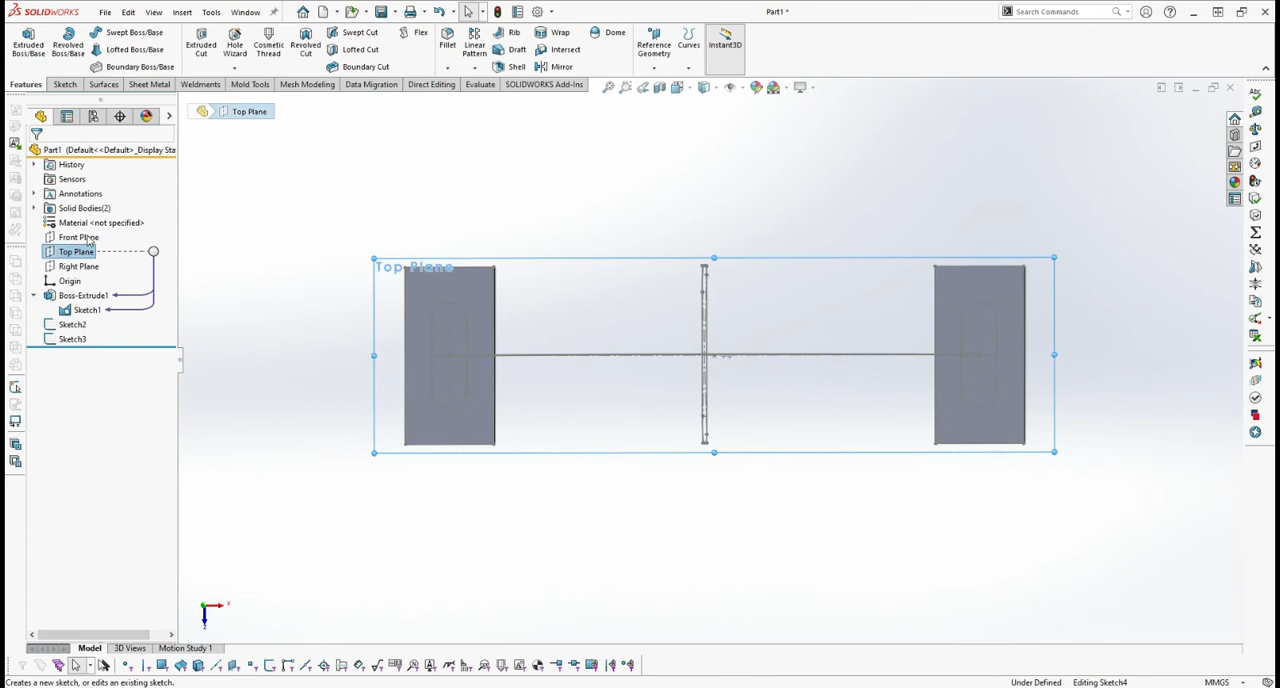 SOLIDWORKS File Edit View Insert Tools Window Part1 * Search Commands
Extruded Boss/Base Revolved Boss/Base Swept Boss/Base Lofted Boss/Base Boundary Boss/Base Extruded Cut Hole Wizard Cosmetic Thread Revolved Cut Swept Cut Lofted Cut Boundary Cut Flex Fillet Linear Pattern Rib Draft Shell Wrap Intersect Mirror Dome Reference Geometry Curves Instant3D
Features Sketch Surfaces Sheet Metal Weldments Mold Tools Mesh Modeling Data Migration Direct Editing Evaluate SOLIDWORKS Add-Ins
Top Plane
Part1 (Default<<Default>_Display Sta
History
Sensors
Annotations
Solid Bodies(2)
Material <not specified>
Front Plane
Top Plane
Right Plane
Origin
Boss-Extrude1
Sketch1
Sketch2
Sketch3
Top Plane
x
Model 3D Views Motion Study 1
Creates a new sketch, or edits an existing sketch. Under Defined Editing Sketch4 MMGS